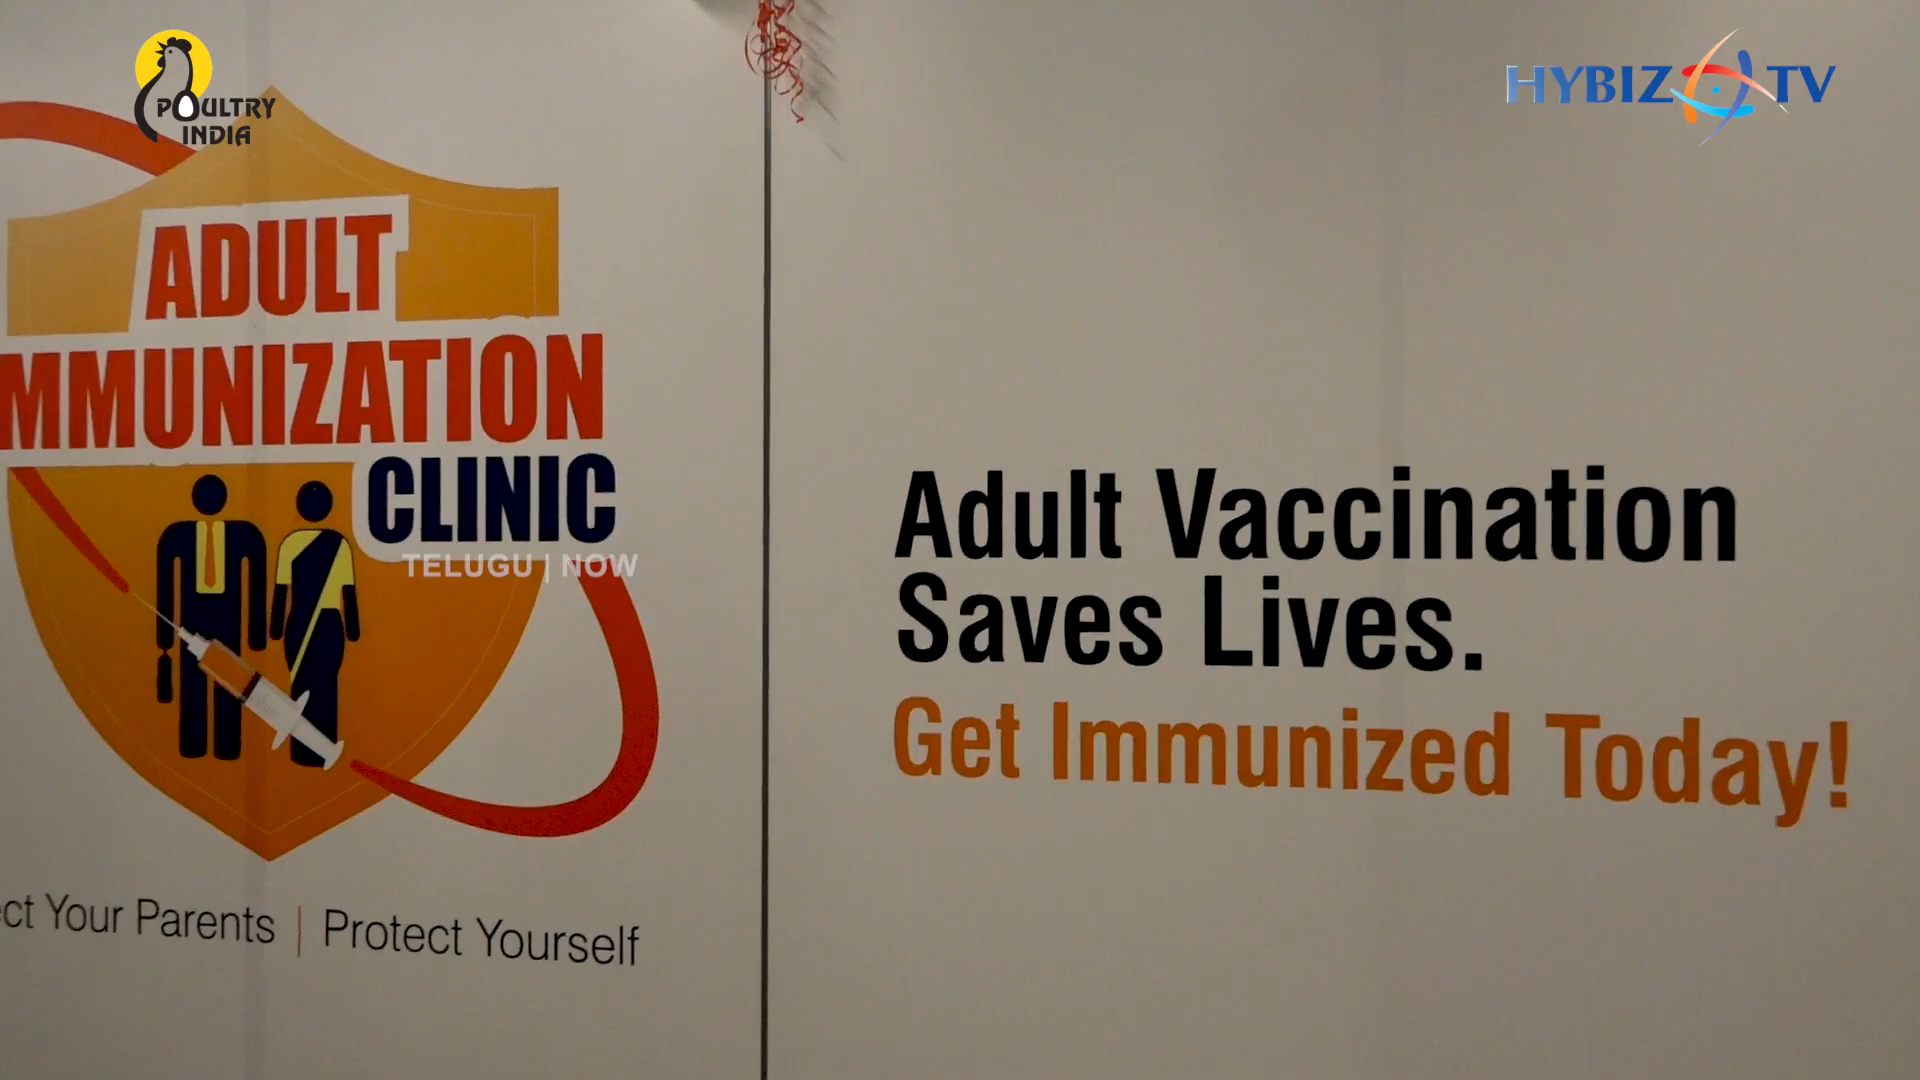 POULTRY
INDIA
HYBIZ TV
ADULT
MMUNIZATION
CLINIC
TELUGU | NOW
Adult Vaccination
Saves Lives.
Get Immunized Today!
ct Your Parents | Protect Yourself